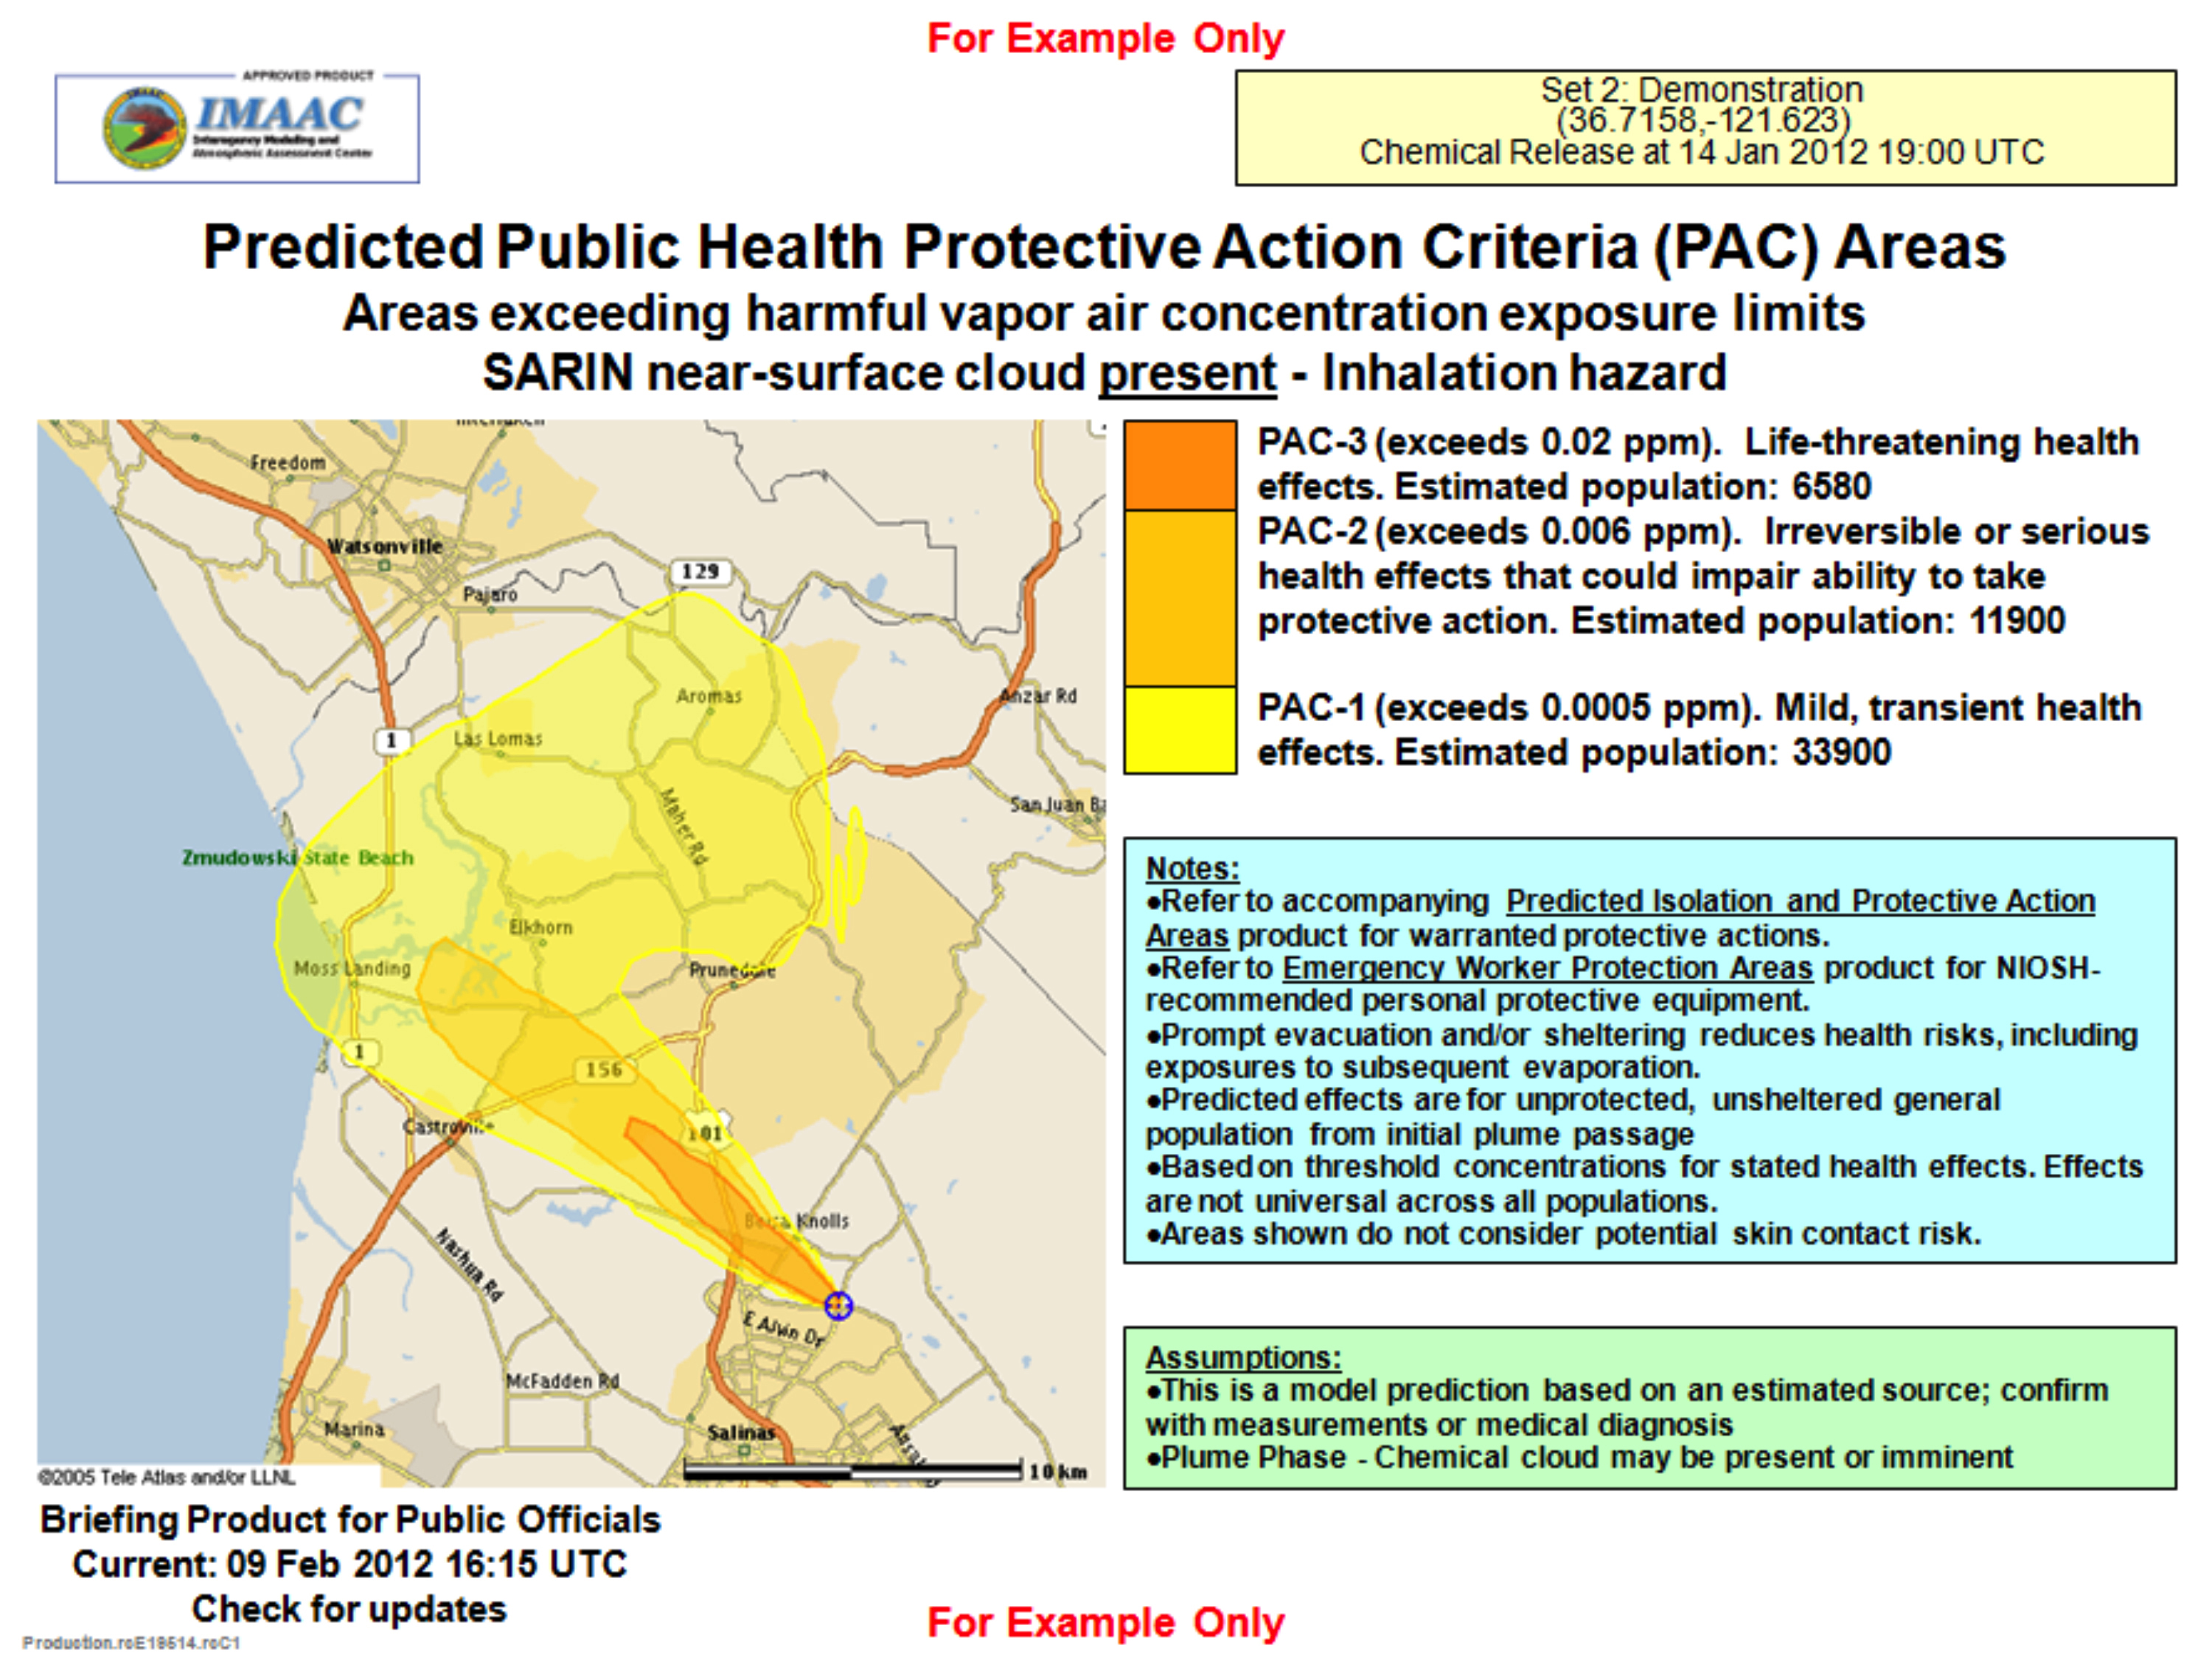 For Example Only
APPROVED PRODUCT
IMAAC
Interagency Modeling and
Atmospheric Assessment Center
Set 2: Demonstration
(36.7158,-121.623)
Chemical Release at 14 Jan 2012 19:00 UTC
Predicted Public Health Protective Action Criteria (PAC) Areas
Areas exceeding harmful vapor air concentration exposure limits
SARIN near-surface cloud present - Inhalation hazard
Freedom
Watsonville
129
Pajaro
Aromas
Anzar Rd
1
Las Lomas
San Juan Ba
Maher Rd
Zmudowski State Beach
Elkhorn
Moss Landing
Prunedale
1
156
Castroville
101
Knolls
Nashua Rd
E Alvin Dr
McFadden Rd
Marina
Salinas
10 km
©2005 Tele Atlas and/or LLNL
PAC-3 (exceeds 0.02 ppm). Life-threatening health
effects. Estimated population: 6580
PAC-2 (exceeds 0.006 ppm). Irreversible or serious
health effects that could impair ability to take
protective action. Estimated population: 11900
PAC-1 (exceeds 0.0005 ppm). Mild, transient health
effects. Estimated population: 33900
Notes:
•Refer to accompanying Predicted Isolation and Protective Action
Areas product for warranted protective actions.
•Refer to Emergency Worker Protection Areas product for NIOSH-
recommended personal protective equipment.
•Prompt evacuation and/or sheltering reduces health risks, including
exposures to subsequent evaporation.
•Predicted effects are for unprotected, unsheltered general
population from initial plume passage
•Based on threshold concentrations for stated health effects. Effects
are not universal across all populations.
•Areas shown do not consider potential skin contact risk.
Assumptions:
•This is a model prediction based on an estimated source; confirm
with measurements or medical diagnosis
•Plume Phase - Chemical cloud may be present or imminent
Briefing Product for Public Officials
Current: 09 Feb 2012 16:15 UTC
Check for updates
Production.rcE19514.rcC1
For Example Only